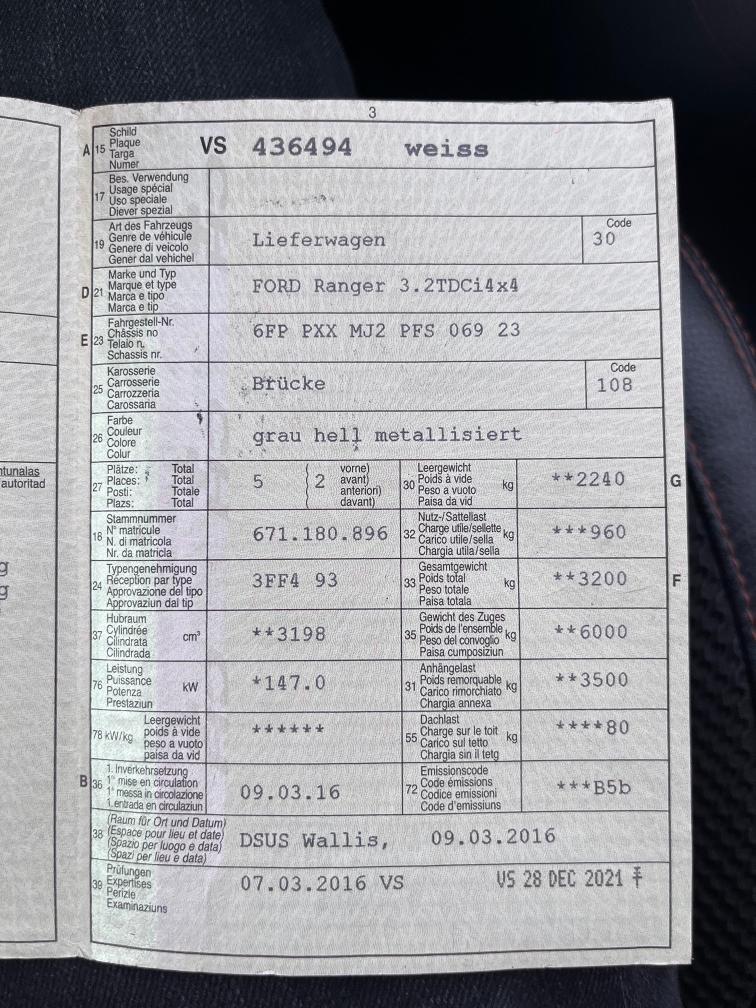 3
A 15 Schild
Plaque
Targa
Numer
VS 436494 weiss
17 Bes. Verwendung
Usage spécial
Uso speciale
Diever spezial
19 Art des Fahrzeugs
Genre de véhicule
Genere di veicolo
Gener dal vehichel
Lieferwagen
Code
30
D 21 Marke und Typ
Marque et type
Marca e tipo
Marca e tip
FORD Ranger 3.2TDCi4x4
E 23 Fahrgestell-Nr.
Châssis no
Telaio n.
Schassis nr.
6FP PXX MJ2 PFS 069 23
25 Karosserie
Carrosserie
Carrozzeria
Carossaria
Brücke
Code
108
26 Farbe
Couleur
Colore
Colur
grau hell metallisiert
27 Plätze: Total
Places: Total
Posti: Totale
Plazs: Total
5 ( 2 vorne)
avant)
anteriori)
davant)
30 Leergewicht
Poids à vide
Peso a vuoto
Paisa da vid
kg
**2240
G
18 Stammnummer
N° matricule
N. di matricola
Nr. da matricla
671.180.896
32 Nutz-/Sattellast
Charge utile/sellette
Carico utile/sella
Chargia utila/sella
kg
***960
24 Typengenehmigung
Réception par type
Approvazione del tipo
Approvaziun dal tip
3FF4 93
33 Gesamtgewicht
Poids total
Peso totale
Paisa totala
kg
**3200
F
37 Hubraum
Cylindrée
Cilindrata
Cilindrada
cm³
**3198
35 Gewicht des Zuges
Poids de l'ensemble
Peso del convoglio
Paisa cumposiziun
kg
**6000
76 Leistung
Puissance
Potenza
Prestaziun
kW
*147.0
31 Anhängelast
Poids remorquable
Carico rimorchiato
Chargia annexa
kg
**3500
78 kW/kg Leergewicht
poids à vide
peso a vuoto
paisa da vid
******
55 Dachlast
Charge sur le toit
Carico sul tetto
Chargia sin il tetg
kg
****80
B 36 1. Inverkehrsetzung
1re mise en circulation
1a messa in circolazione
1. entrada en circulaziun
09.03.16
72 Emissionscode
Code émissions
Codice emissioni
Code d'emissiuns
***B5b
38 (Raum für Ort und Datum)
(Espace pour lieu et date)
(Spazio per luogo e data)
(Spazi per lieu e data)
DSUS Wallis, 09.03.2016
39 Prüfungen
Expertises
Perizie
Examinaziuns
07.03.2016 VS VS 28 DEC 2021
ntunalas
autoritad
g
g